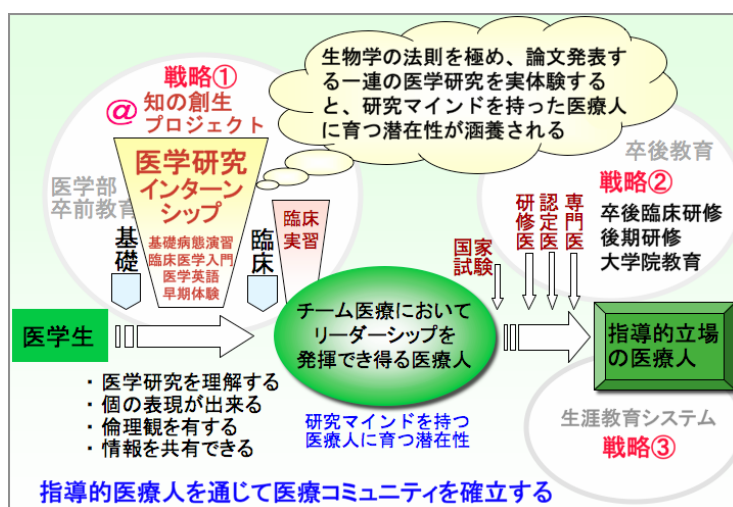 生物学の法則を極め、論文発表す
る一連の医学研究を実体験する
と、研究マインドを持った医療人
に育つ潜在性が涵養される
戦略①
@ 知の創生
プロジェクト
医学研究
インターン
シップ
基礎病態演習
臨床医学入門
医学英語
早期体験
医学部
卒前教育
基礎
臨床
臨床
実習
卒後教育
戦略②
卒後臨床研修
後期研修
大学院教育
国家
試験
研修医
認定医
専門医
医学生
チーム医療において
リーダーシップを
発揮でき得る医療人
指導的立場
の医療人
・医学研究を理解する
・個の表現が出来る
・倫理観を有する
・情報を共有できる
研究マインドを持つ
医療人に育つ潜在性
生涯教育システム
戦略③
指導的医療人を通じて医療コミュニティを確立する